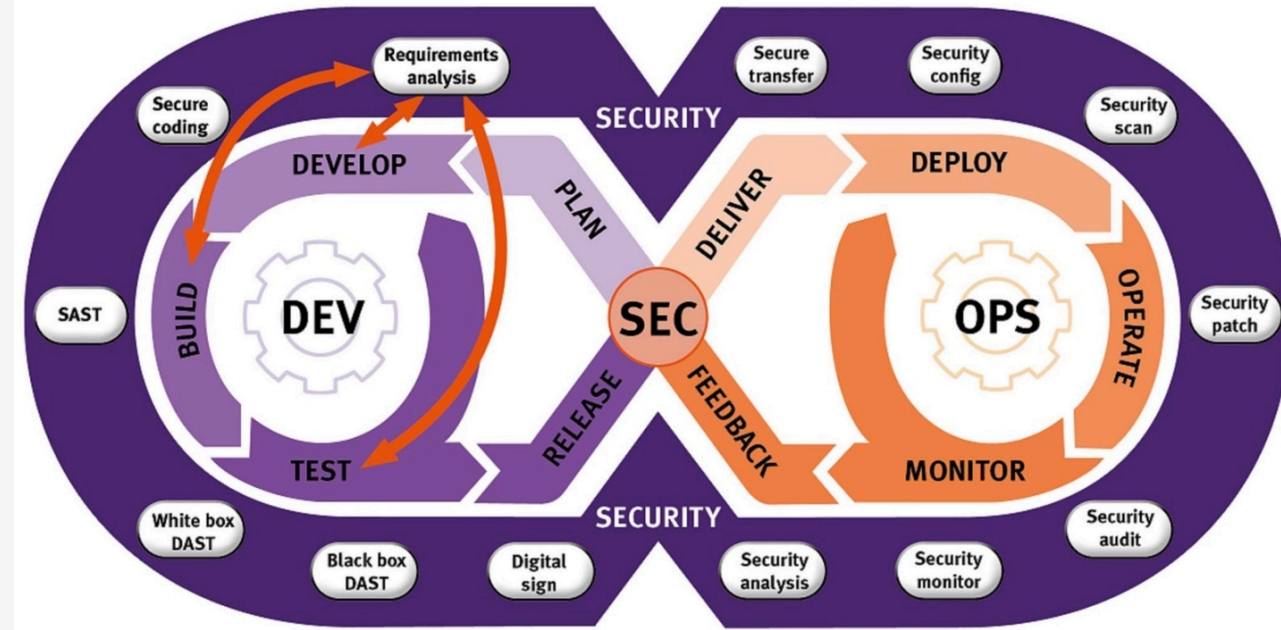 Requirements
analysis
Secure
transfer
Security
config
Secure
coding
Security
scan
SECURITY
DEVELOP
PLAN
DELIVER
DEPLOY
SAST
BUILD
DEV
SEC
OPS
OPERATE
Security
patch
TEST
RELEASE
FEEDBACK
MONITOR
SECURITY
White box
DAST
Black box
DAST
Digital
sign
Security
analysis
Security
monitor
Security
audit